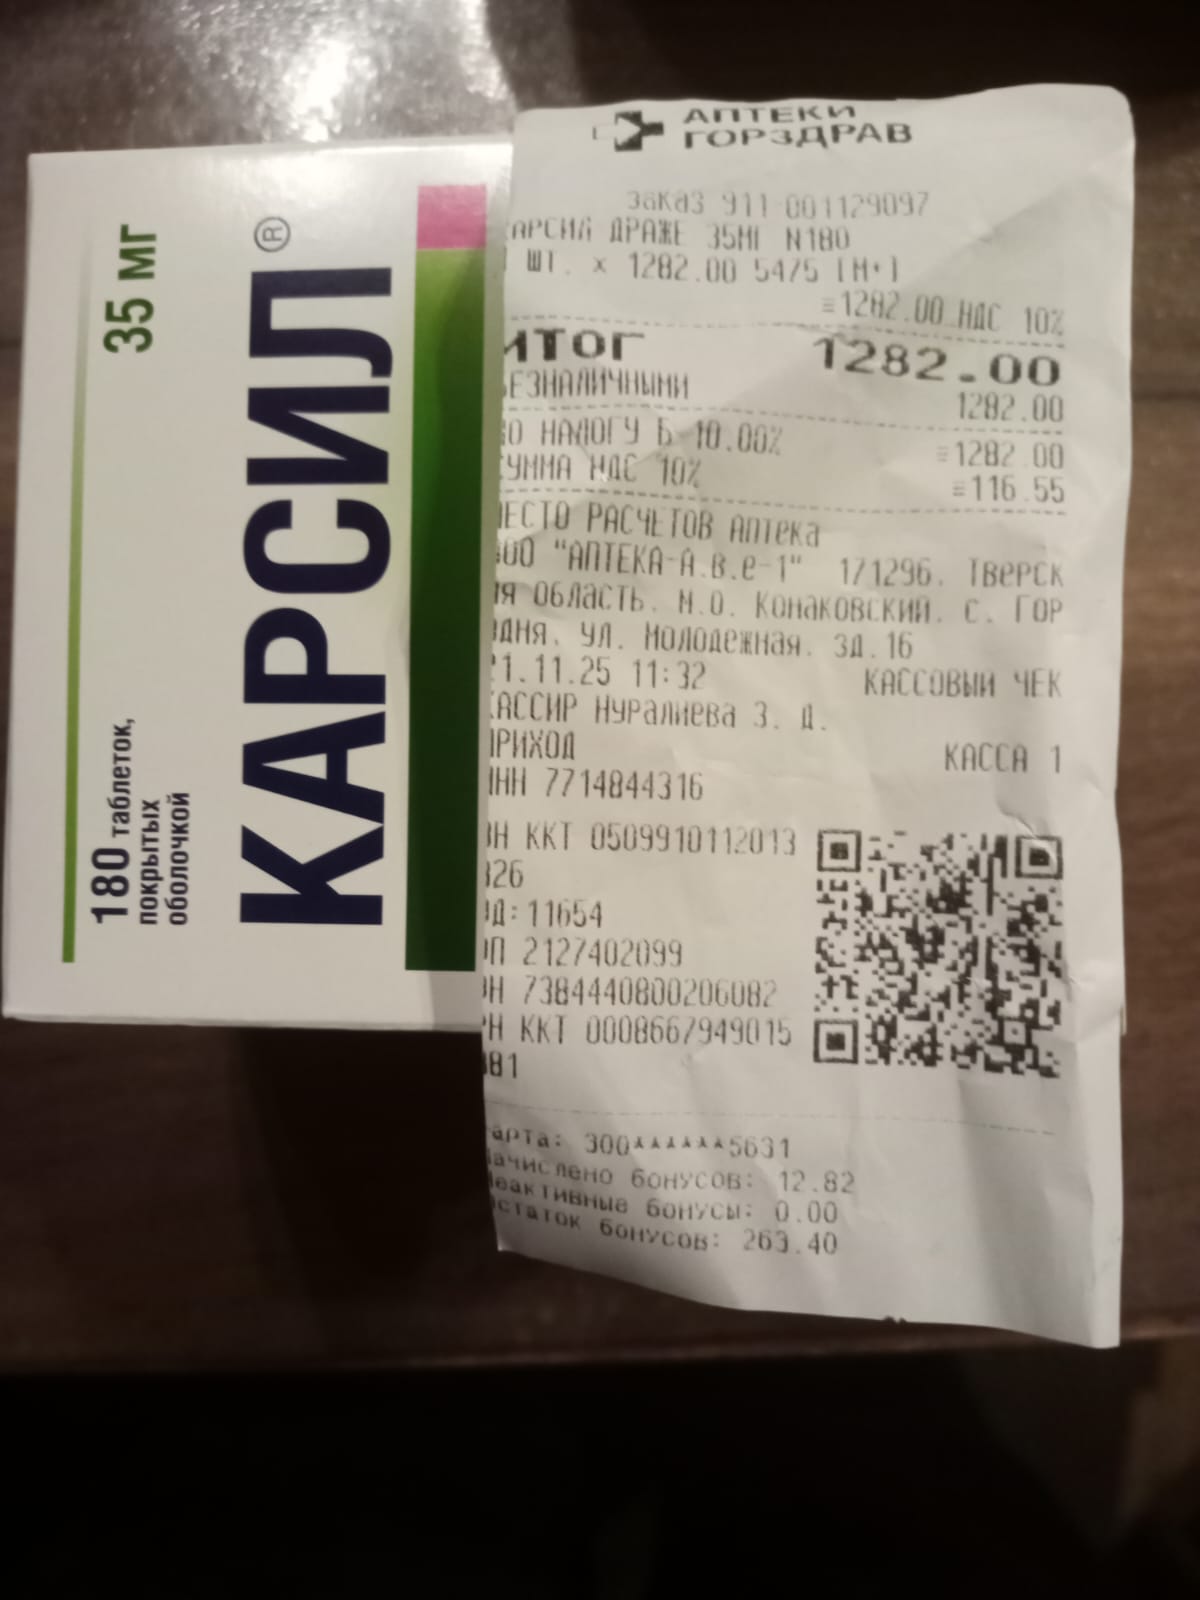 180 таблеток,
покрытых
оболочкой
35 мг
КАРСИЛ®
АПТЕКИ
ГОРЗДРАВ
Заказ 911-001129097
АРСИЛ ДРАЖЕ 35МГ N180
ШТ. x 1282.00 5475 [М+]
=1282.00 НДС 10%
ИТОГ 1282.00
БЕЗНАЛИЧНЫМИ 1282.00
О НАЛОГУ Б 10.00% =1282.00
СУММА НДС 10% =116.55
МЕСТО РАСЧЕТОВ Аптека
ООО "АПТЕКА-А.в.е-1" 171296. Тверск
ая область. М.О. Конаковский. с. Гор
одня. ул. Молодежная. зд.16
21.11.25 11:32 КАССОВЫЙ ЧЕК
КАССИР Нуралиева З. Д.
ПРИХОД КАССА 1
ИНН 7714844316
ЗН ККТ 0509910112013
826
ФД:11654
ФП 2127402099
ФН 7384440800206082
РН ККТ 0008667949015
81
арта: 300******5631
Начислено бонусов: 12.82
Неактивные бонусы: 0.00
Остаток бонусов: 263.40